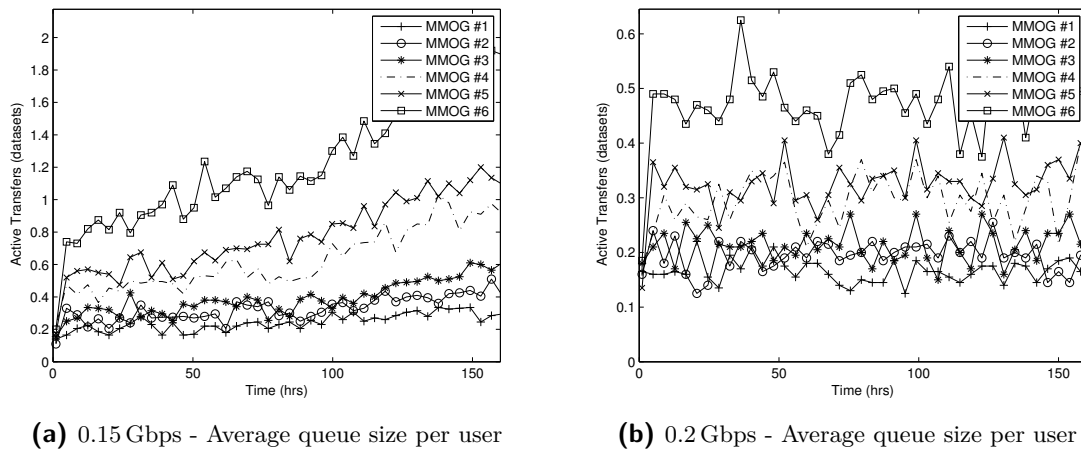 2
1.8
1.6
1.4
1.2
1
0.8
0.6
0.4
0.2
0
0
50
100
150
Time (hrs)
Active Transfers (datasets)
MMOG #1
MMOG #2
MMOG #3
MMOG #4
MMOG #5
MMOG #6
(a) 0.15 Gbps - Average queue size per user
0.6
0.5
0.4
0.3
0.2
0.1
0
0
50
100
150
Time (hrs)
Active Transfers (datasets)
MMOG #1
MMOG #2
MMOG #3
MMOG #4
MMOG #5
MMOG #6
(b) 0.2 Gbps - Average queue size per user